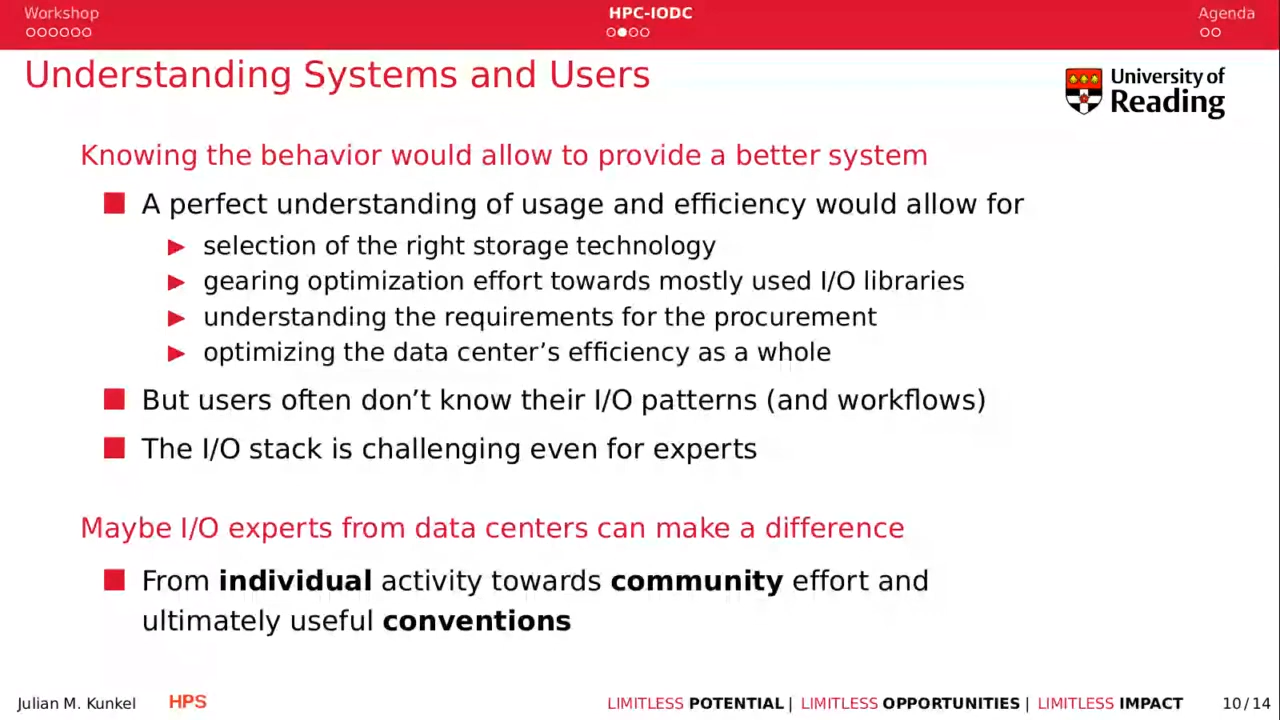 Workshop HPC-IODC Agenda
Understanding Systems and Users
University of
Reading
Knowing the behavior would allow to provide a better system
A perfect understanding of usage and efficiency would allow for
selection of the right storage technology
gearing optimization effort towards mostly used I/O libraries
understanding the requirements for the procurement
optimizing the data center's efficiency as a whole
But users often don't know their I/O patterns (and workflows)
The I/O stack is challenging even for experts
Maybe I/O experts from data centers can make a difference
From individual activity towards community effort and
ultimately useful conventions
Julian M. Kunkel HPS LIMITLESS POTENTIAL | LIMITLESS OPPORTUNITIES | LIMITLESS IMPACT 10/14